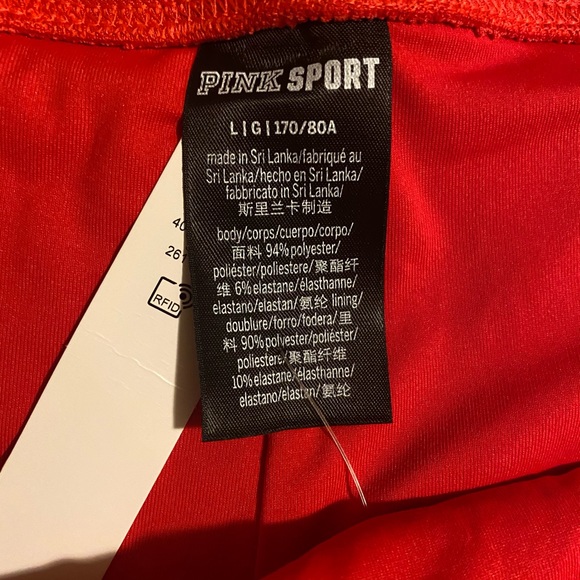 PINK SPORT
L|G|170/80A
made in Sri Lanka/fabriqué au
Sri Lanka/hecho en Sri Lanka/
fabbricato in Sri Lanka/
斯里兰卡制造
body/corps/cuerpo/corpo/
面料 94% polyester/
poliéster/poliestere/聚酯纤
维 6% elastane/élasthanne/
elastano/elastan/氨纶 lining/
doublure/forro/fodera/里
料 90% polyester/poliéster/
poliestere/聚酯纤维
10% elastane/élasthanne/
elastano/elastan/氨纶
40
261
RFID